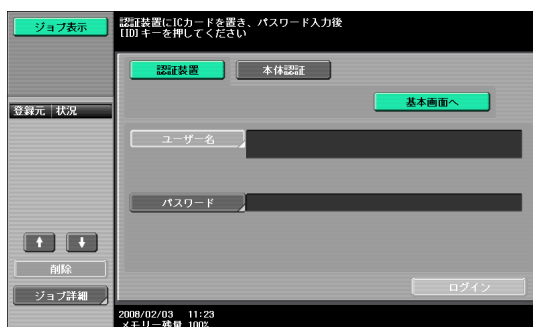 ジョブ表示
認証装置にICカードを置き、パスワード入力後
[ID]キーを押してください
認証装置
本体認証
基本画面へ
登録元 状況
ユーザー名
パスワード
削除
ログイン
ジョブ詳細
2008/02/03 11:23
メモリー残量 100%